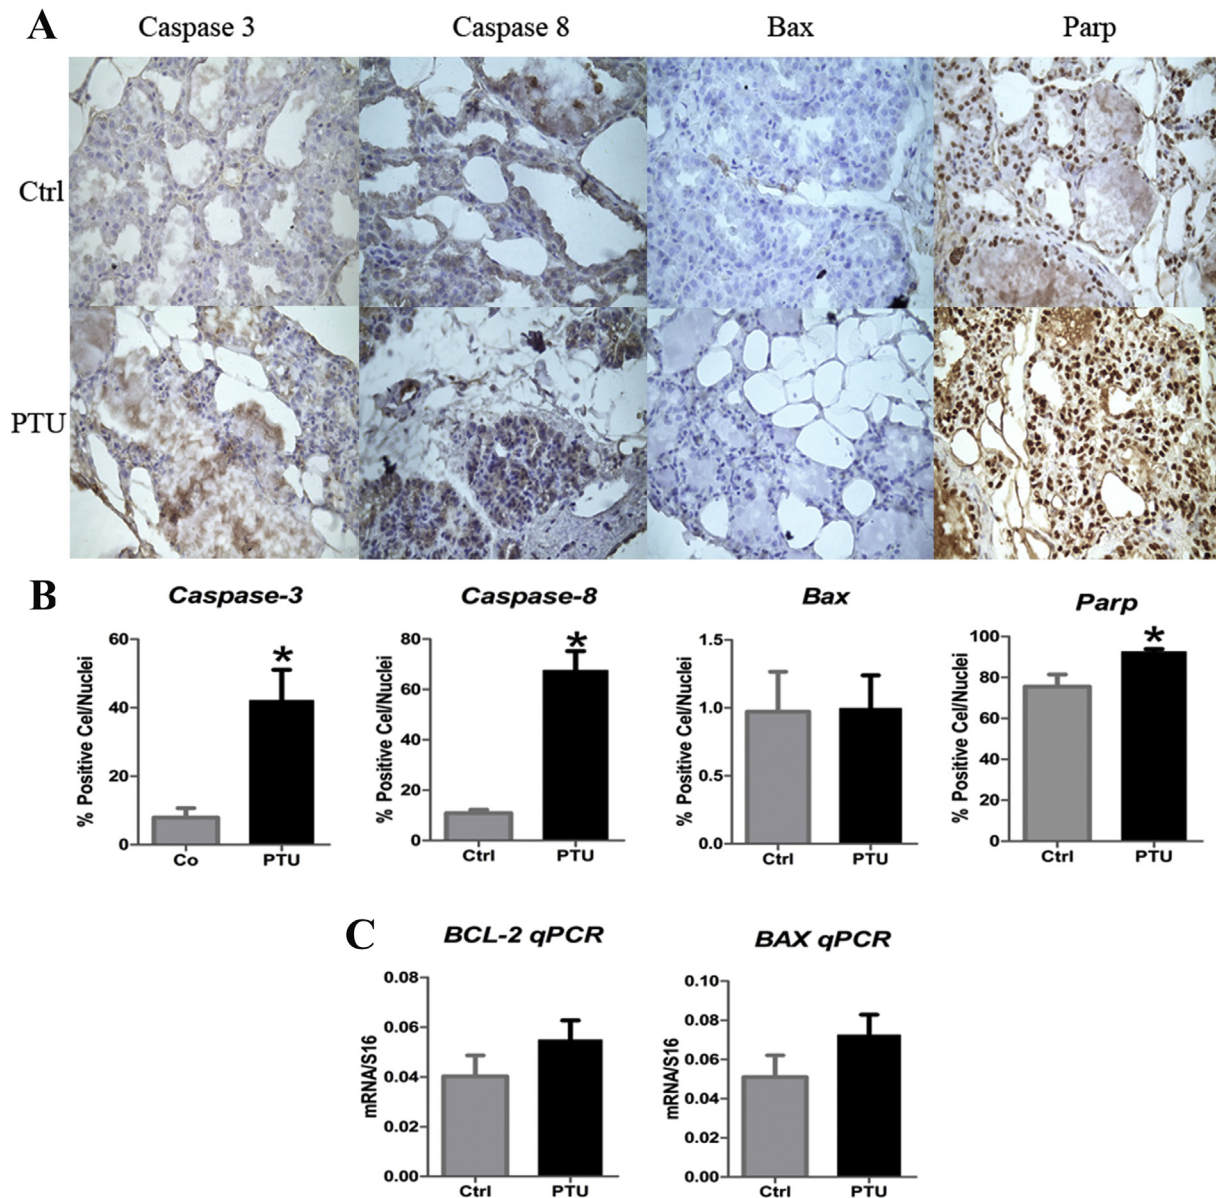 A
Caspase 3 Caspase 8 Bax Parp
Ctrl
PTU
B
Caspase-3
% Positive Cel/Nuclei
60
40
20
0
Co PTU
*
Caspase-8
% Positive Cel/Nuclei
80
60
40
20
0
Ctrl PTU
*
Bax
% Positive Cel/Nuclei
1.5
1.0
0.5
0.0
Ctrl PTU
Parp
% Positive Cel/Nuclei
100
80
60
40
20
0
Ctrl PTU
*
C
BCL-2 qPCR
mRNA/S16
0.08
0.06
0.04
0.02
0.00
Ctrl PTU
BAX qPCR
mRNA/S16
0.10
0.08
0.06
0.04
0.02
0.00
Ctrl PTU